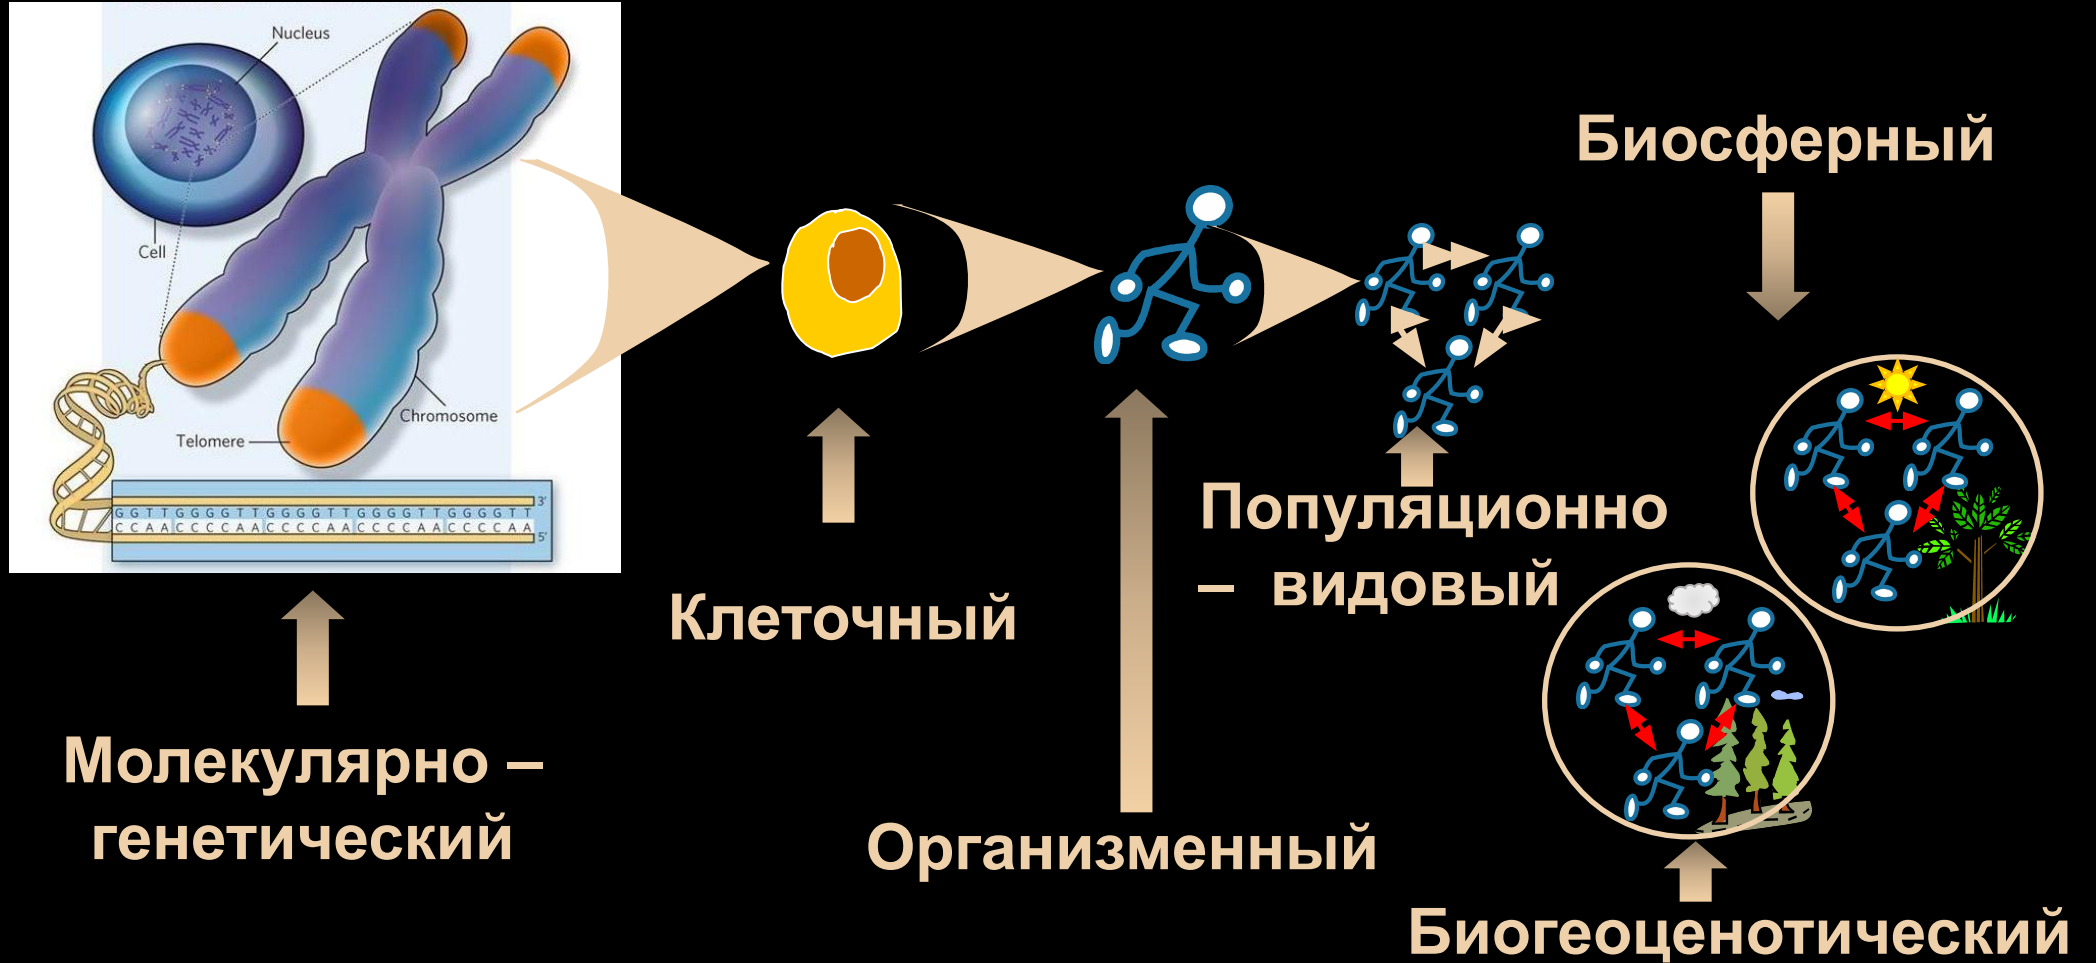 Nucleus
Cell
Chromosome
Telomere
3'
GGTTGGGGTTGGGGTTGGGGTTGGGGTT
CCAACCCCAACCCCAACCCCAACCCCAA
5'
Молекулярно –
генетический
Клеточный
Организменный
Популяционно
– видовый
Биосферный
Биогеоценотический